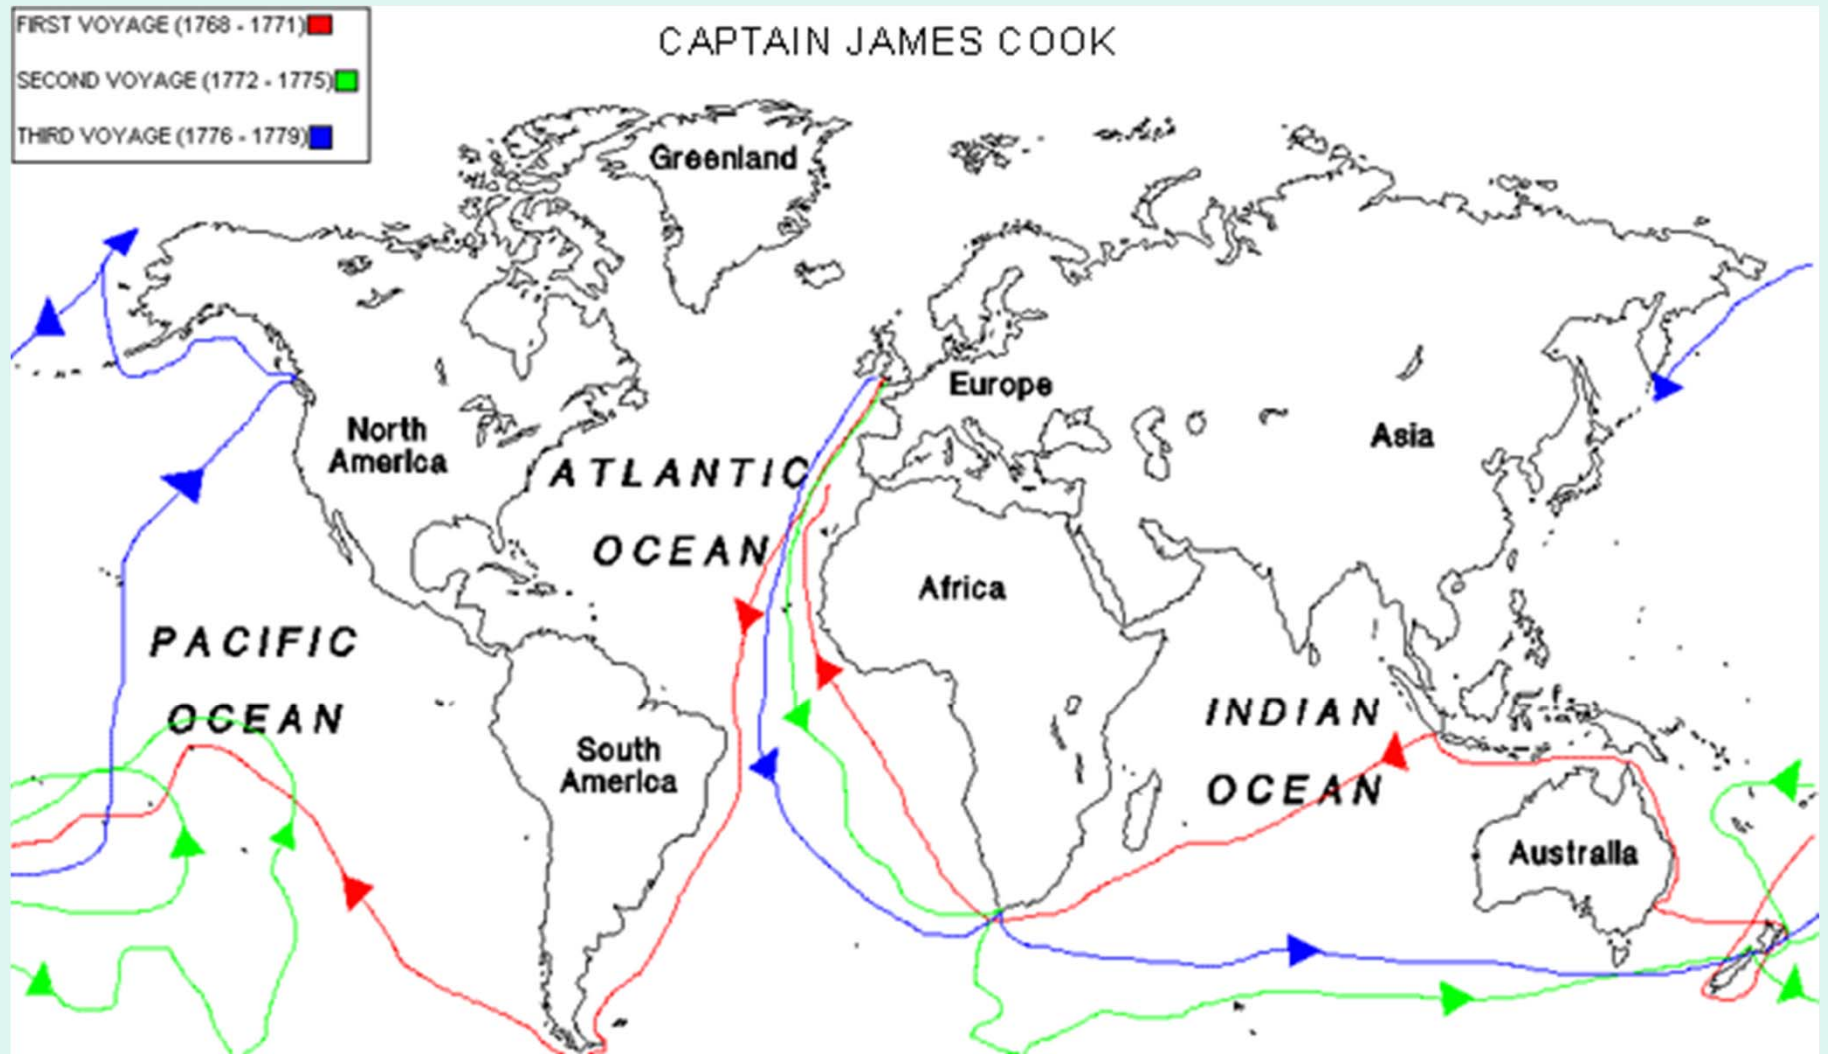 FIRST VOYAGE (1768 - 1771)
SECOND VOYAGE (1772 - 1775)
THIRD VOYAGE (1776 - 1779)
CAPTAIN JAMES COOK
Greenland
Europe
Asia
North
America
ATLANTIC
OCEAN
Africa
PACIFIC
OCEAN
South
America
INDIAN
OCEAN
Australia